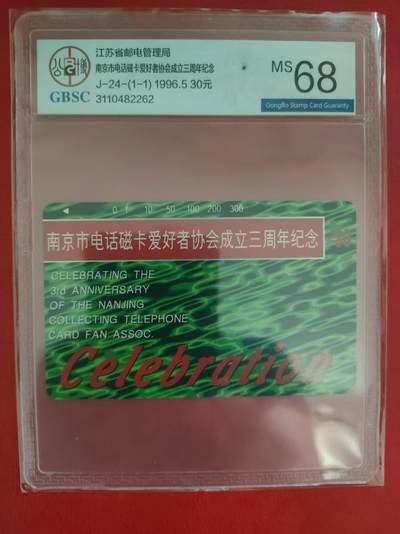 江苏省邮电管理局
南京市电话磁卡爱好者协会成立三周年纪念
J-24-(1-1) 1996.5 30元
3110482262
GBSC
MS 68
GongBo Stamp Card Guaranty
0 f 10 50 100 200 300
南京市电话磁卡爱好者协会成立三周年纪念
CELEBRATING THE
3rd ANNIVERSARY
OF THE NANJING
COLLECTING TELEPHONE
CARD FAN ASSOC.
Celebration